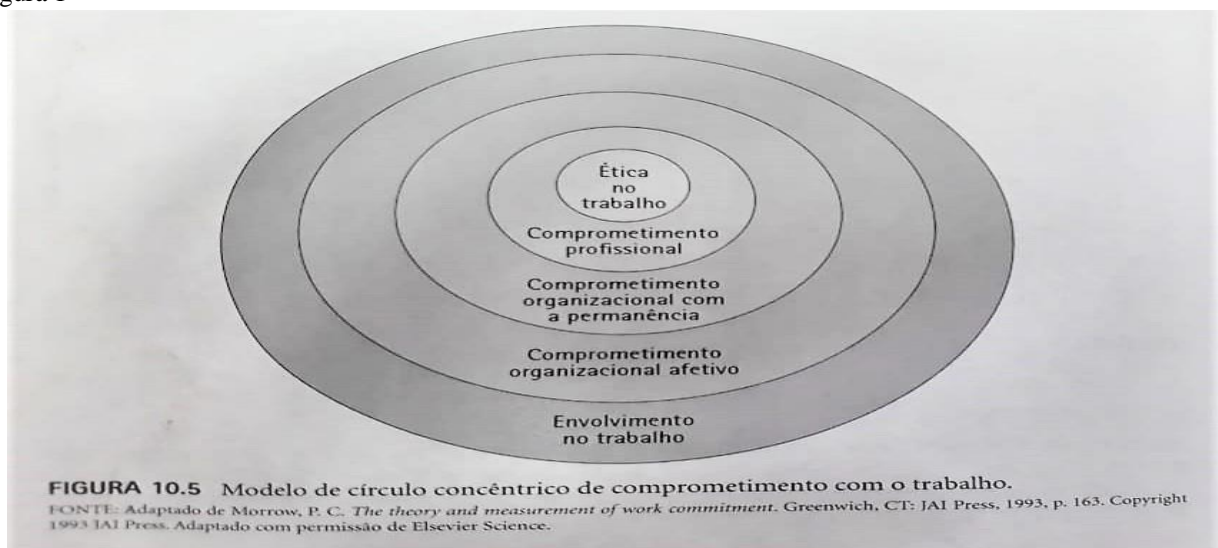 Ética
no
trabalho
Comprometimento
profissional
Comprometimento
organizacional com
a permanência
Comprometimento
organizacional afetivo
Envolvimento
no trabalho
FIGURA 10.5 Modelo de círculo concêntrico de comprometimento com o trabalho.
FONTE: Adaptado de Morrow, P. C. The theory and measurement of work commitment. Greenwich, CT: JAI Press, 1993, p. 163. Copyright
1993 JAI Press. Adaptado com permissão de Elsevier Science.